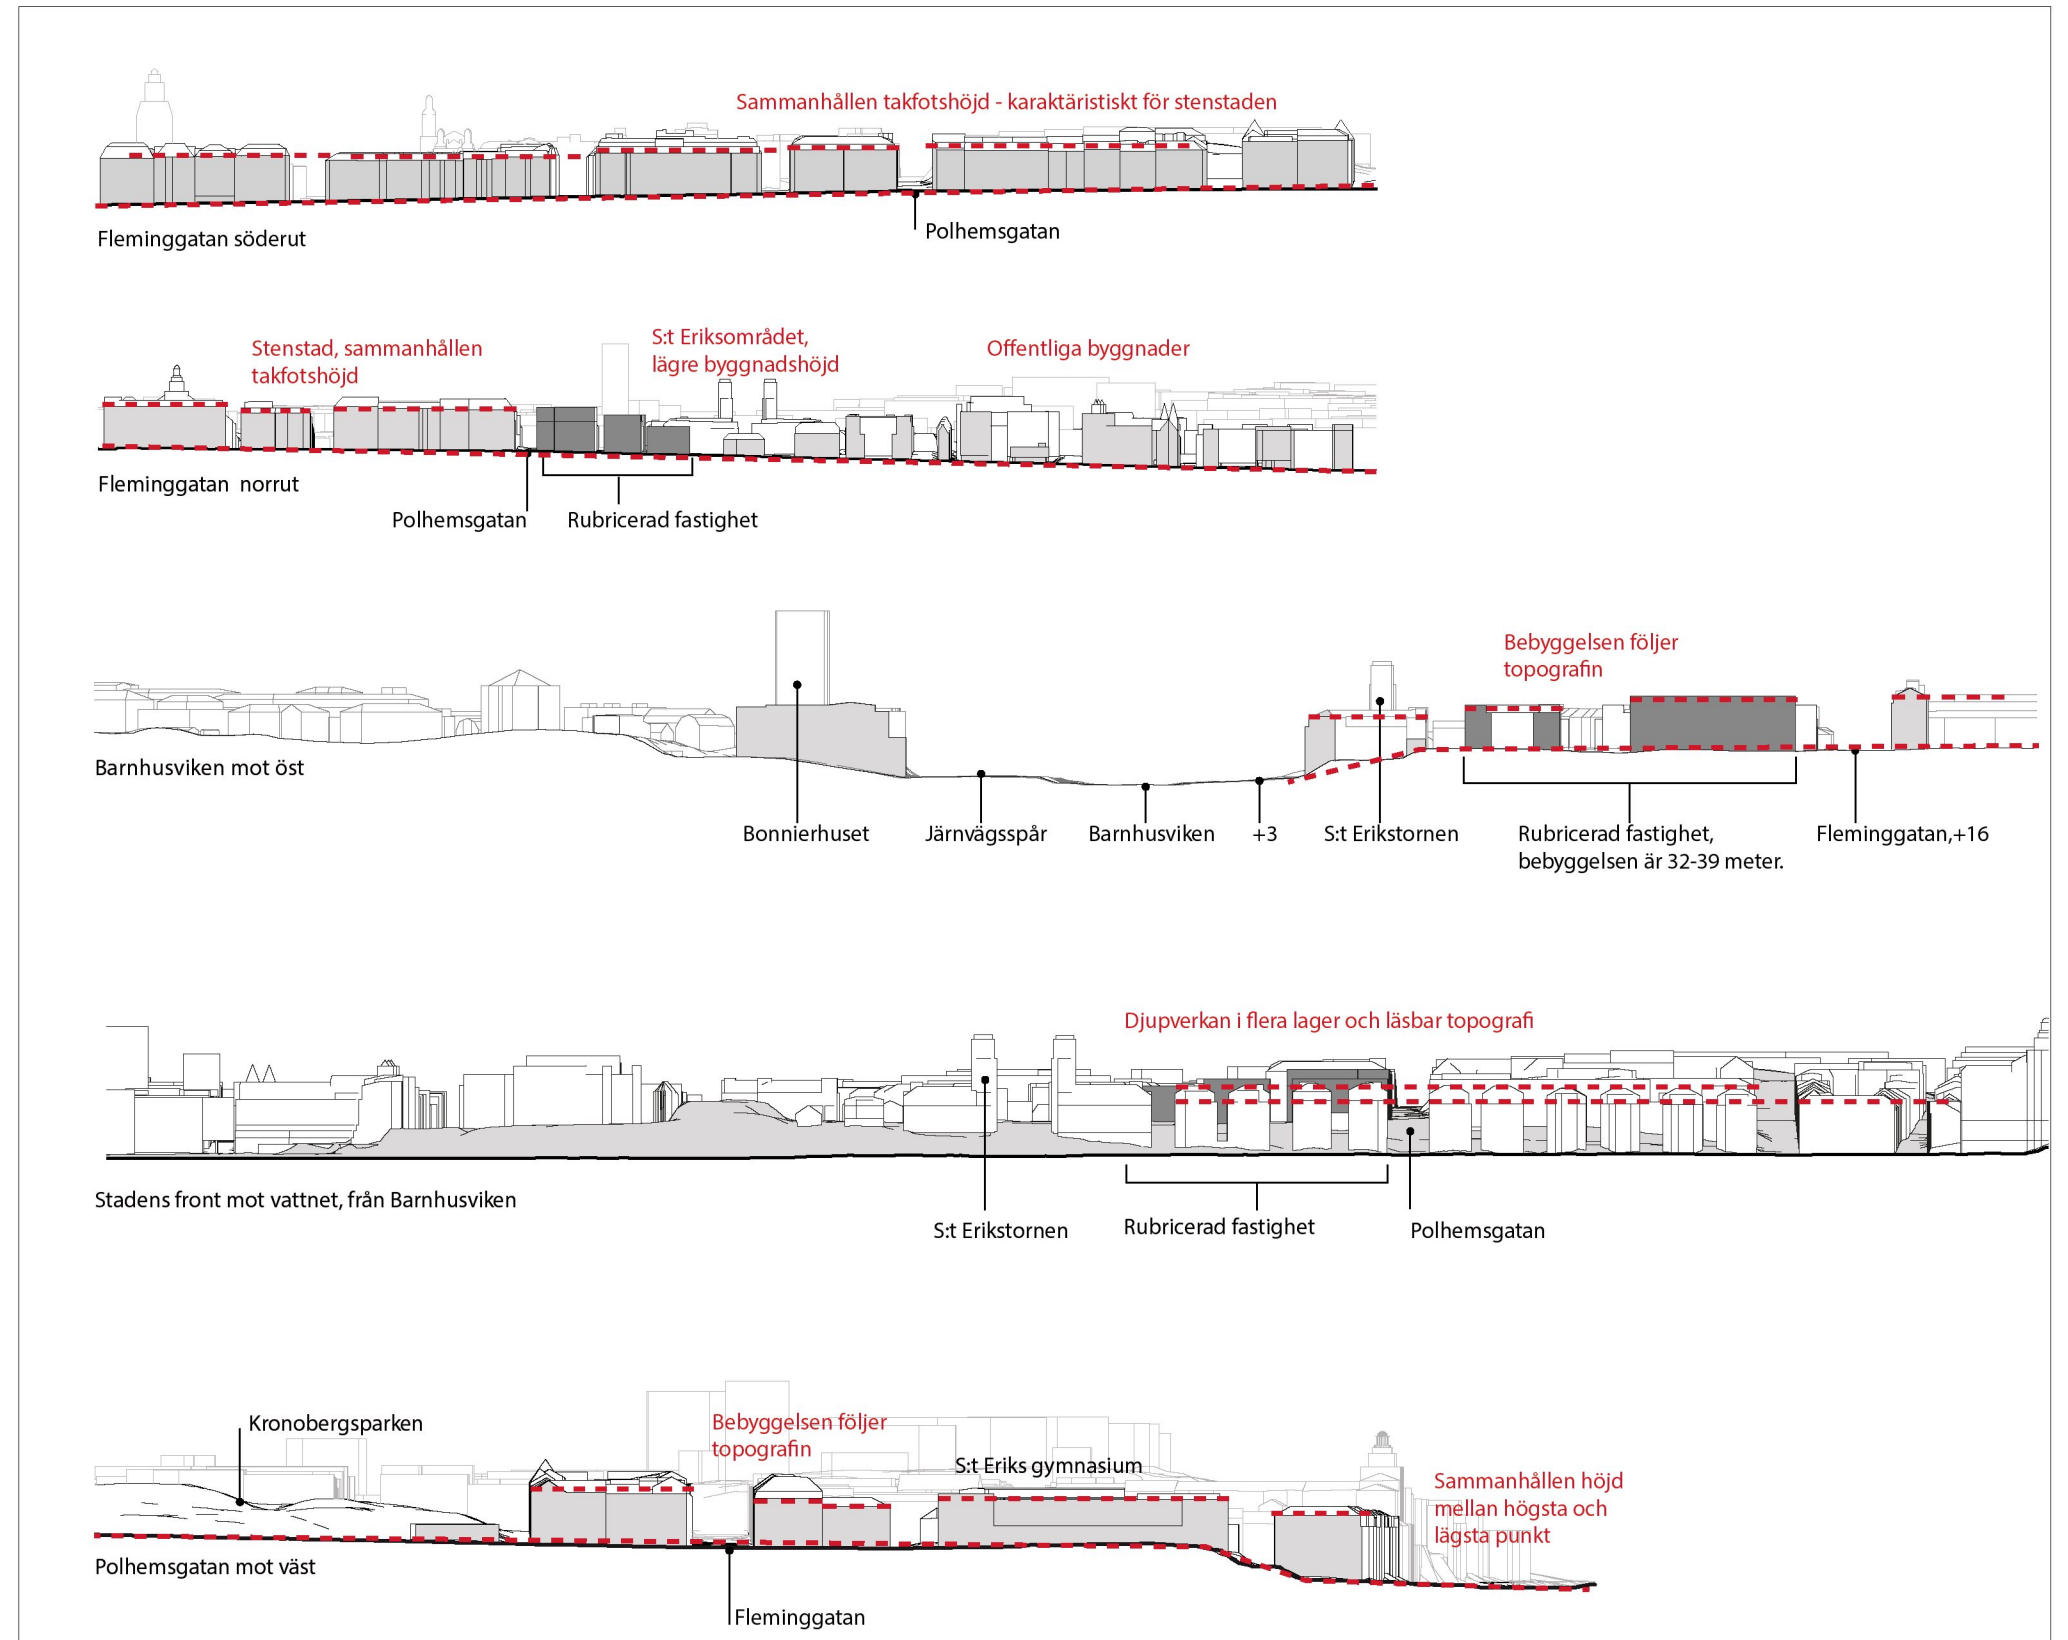 Sammanhållen takfotshöjd - karaktäristiskt för stenstaden
Fleminggatan söderut
Polhemsgatan
Stenstad, sammanhållen
takfotshöjd
S:t Eriksområdet,
lägre byggnadshöjd
Offentliga byggnader
Fleminggatan norrut
Polhemsgatan
Rubricerad fastighet
Bebyggelsen följer
topografin
Barnhusviken mot öst
Bonnierhuset
Järnvägsspår
Barnhusviken
+3
S:t Erikstornen
Rubricerad fastighet,
bebyggelsen är 32-39 meter.
Fleminggatan,+16
Djupverkan i flera lager och läsbar topografi
Stadens front mot vattnet, från Barnhusviken
S:t Erikstornen
Rubricerad fastighet
Polhemsgatan
Kronobergsparken
Bebyggelsen följer
topografin
S:t Eriks gymnasium
Sammanhållen höjd
mellan högsta och
lägsta punkt
Polhemsgatan mot väst
Fleminggatan